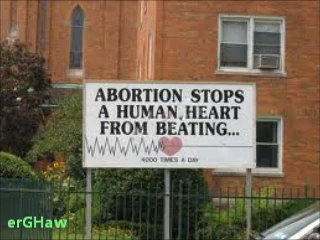 ABORTION STOPS
A HUMAN HEART
FROM BEATING...
4000 TIMES A DAY
erGHaw